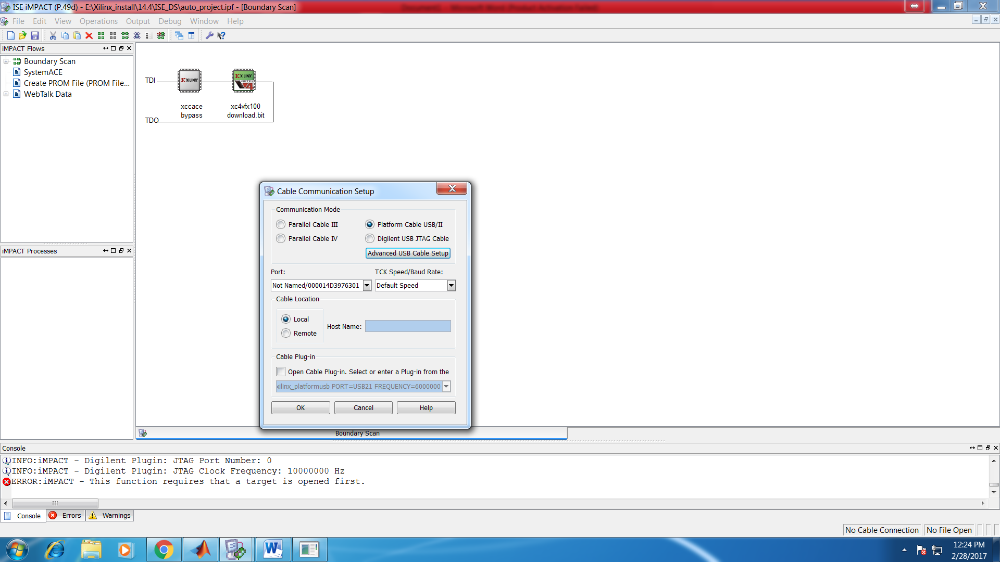 ISE iMPACT (P.49d) - E:\Xilinx_install\14.4\ISE_DS\auto_project.ipf - [Boundary Scan]
File Edit View Operations Output Debug Window Help
iMPACT Flows
Boundary Scan
SystemACE
Create PROM File (PROM File...
WebTalk Data
TDI
XILINX
XILINX
VIRTEX
4
xccace
bypass
xc4vfx100
download.bit
TDO
iMPACT Processes
Cable Communication Setup
Communication Mode
Parallel Cable III
Platform Cable USB/II
Parallel Cable IV
Digilent USB JTAG Cable
Advanced USB Cable Setup
Port:
TCK Speed/Baud Rate:
Not Named/000014D3976301
Default Speed
Cable Location
Local
Host Name:
Remote
Cable Plug-in
Open Cable Plug-in. Select or enter a Plug-in from the
xilinx_platformusb PORT=USB21 FREQUENCY=6000000
OK Cancel Help
Boundary Scan
Console
INFO:iMPACT - Digilent Plugin: JTAG Port Number: 0
INFO:iMPACT - Digilent Plugin: JTAG Clock Frequency: 10000000 Hz
ERROR:iMPACT - This function requires that a target is opened first.
Console Errors Warnings
No Cable Connection No File Open
12:24 PM
2/28/2017